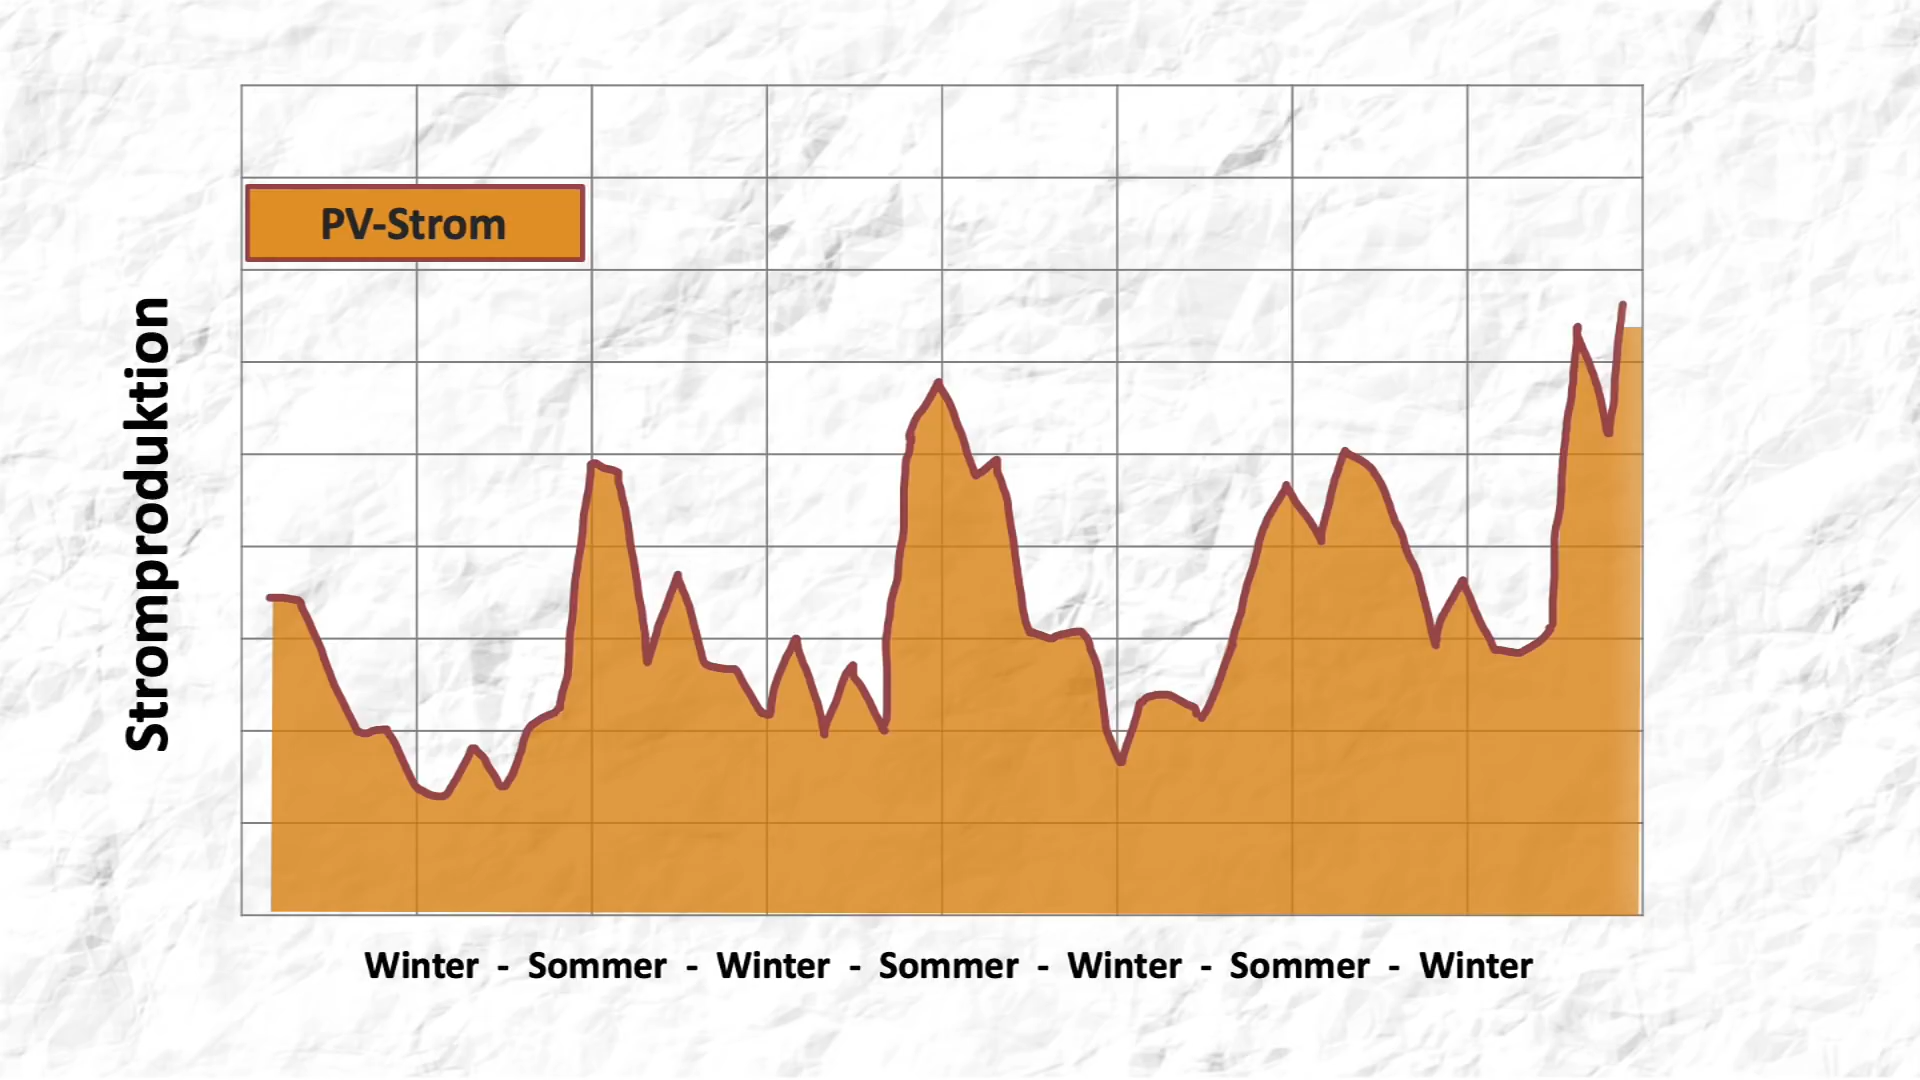 PV-Strom
Stromproduktion
Winter - Sommer - Winter - Sommer - Winter - Sommer - Winter